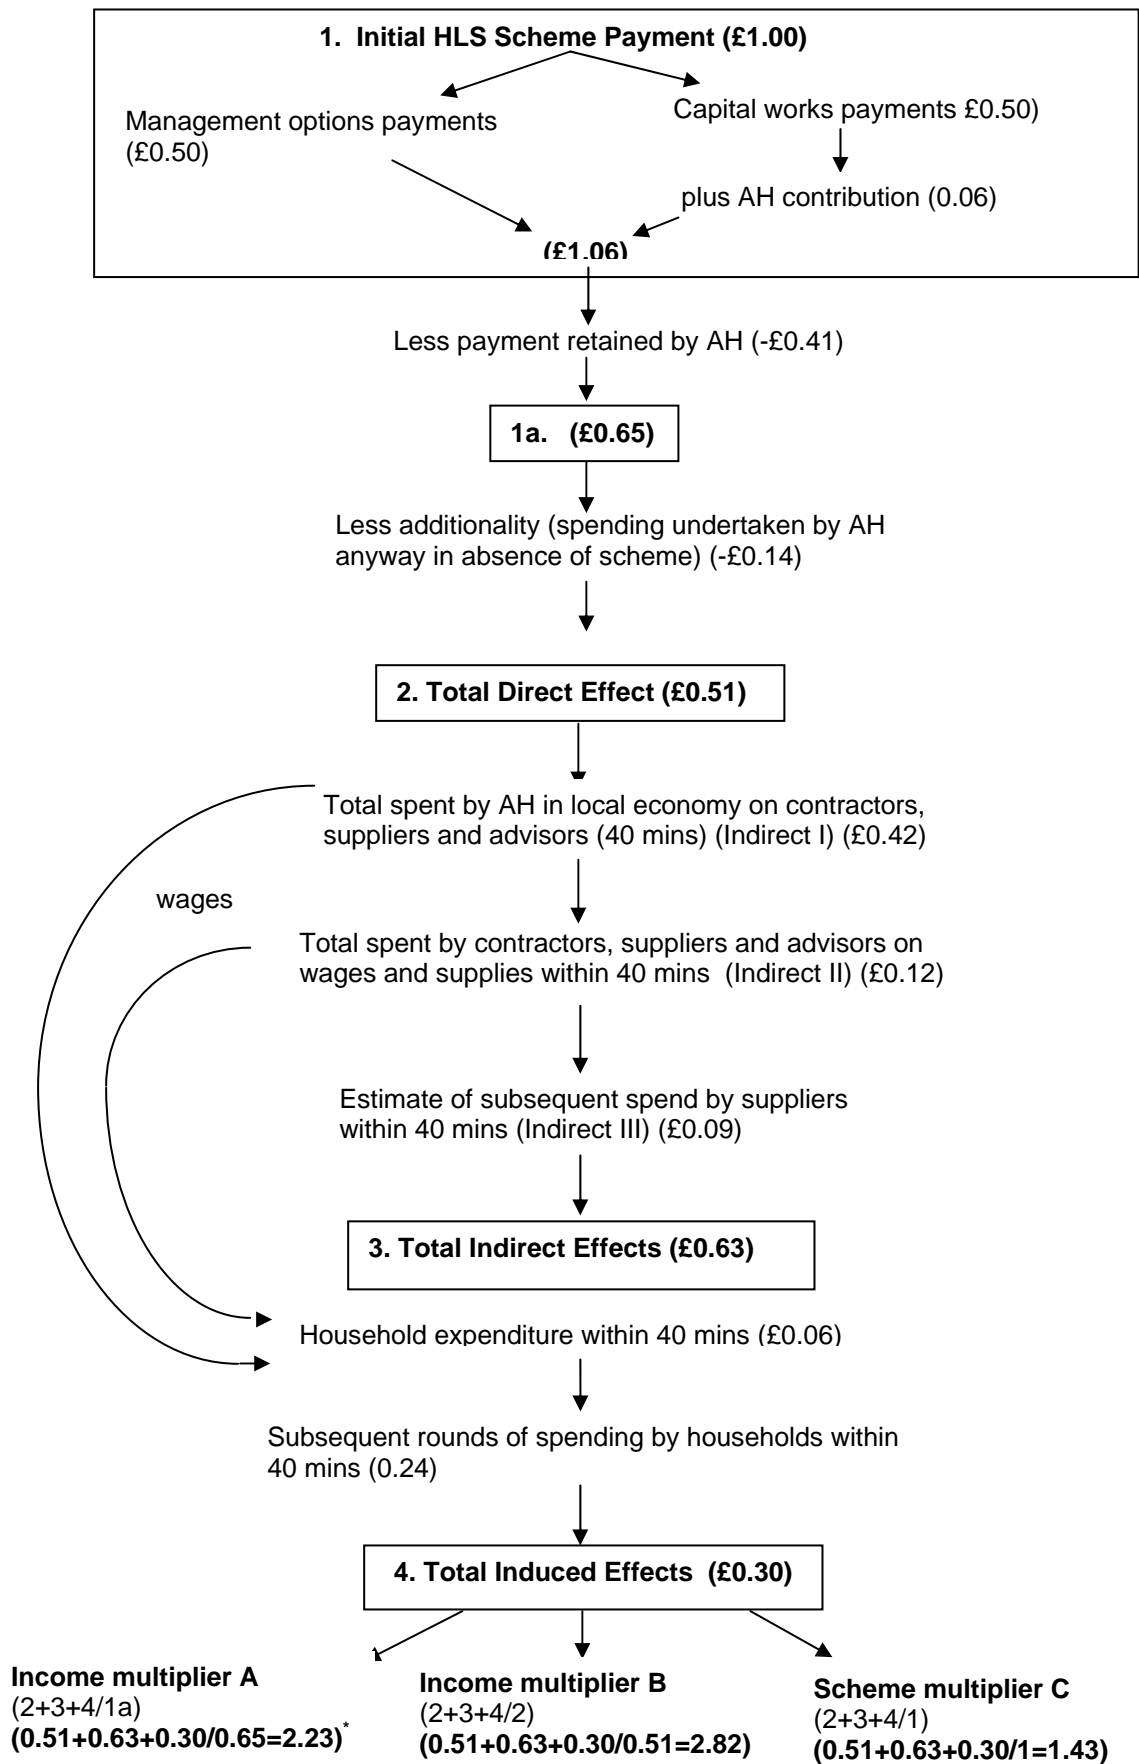 1. Initial HLS Scheme Payment (£1.00)
Management options payments
(£0.50)
Capital works payments £0.50)
plus AH contribution (0.06)
(£1.06)
Less payment retained by AH (-£0.41)
1a. (£0.65)
Less additionality (spending undertaken by AH
anyway in absence of scheme) (-£0.14)
2. Total Direct Effect (£0.51)
Total spent by AH in local economy on contractors,
suppliers and advisors (40 mins) (Indirect I) (£0.42)
wages
Total spent by contractors, suppliers and advisors on
wages and supplies within 40 mins (Indirect II) (£0.12)
Estimate of subsequent spend by suppliers
within 40 mins (Indirect III) (£0.09)
3. Total Indirect Effects (£0.63)
Household expenditure within 40 mins (£0.06)
Subsequent rounds of spending by households within
40 mins (0.24)
4. Total Induced Effects (£0.30)
Income multiplier A
(2+3+4/1a)
(0.51+0.63+0.30/0.65=2.23)*
Income multiplier B
(2+3+4/2)
(0.51+0.63+0.30/0.51=2.82)
Scheme multiplier C
(2+3+4/1)
(0.51+0.63+0.30/1=1.43)